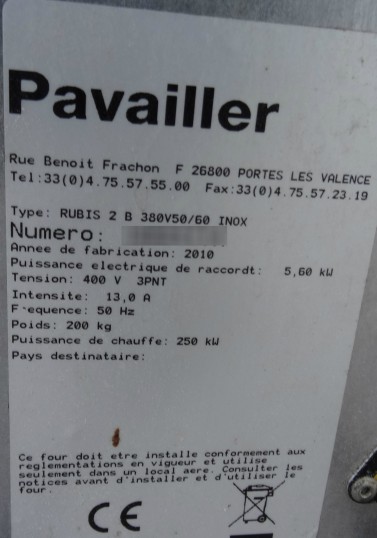 Pavailler
Rue Benoit Frachon F 26800 PORTES LES VALENCE
Tel:33(0)4.75.57.55.00 Fax:33(0)4.75.57.23.19
Type: RUBIS 2 B 380V50/60 INOX
Numero:
Annee de fabrication: 2010
Puissance electrique de raccordt: 5,60 kW
Tension: 400 V 3PNT
Intensite: 13,0 A
Frequence: 50 Hz
Poids: 200 kg
Puissance de chauffe: 250 kW
Pays destinataire:
Ce four doit etre installe conformement aux
reglementations en vigueur et utilise
seulement dans un local aere. Consulter les
notices avant d'installer et d'utiliser le
four.
CE